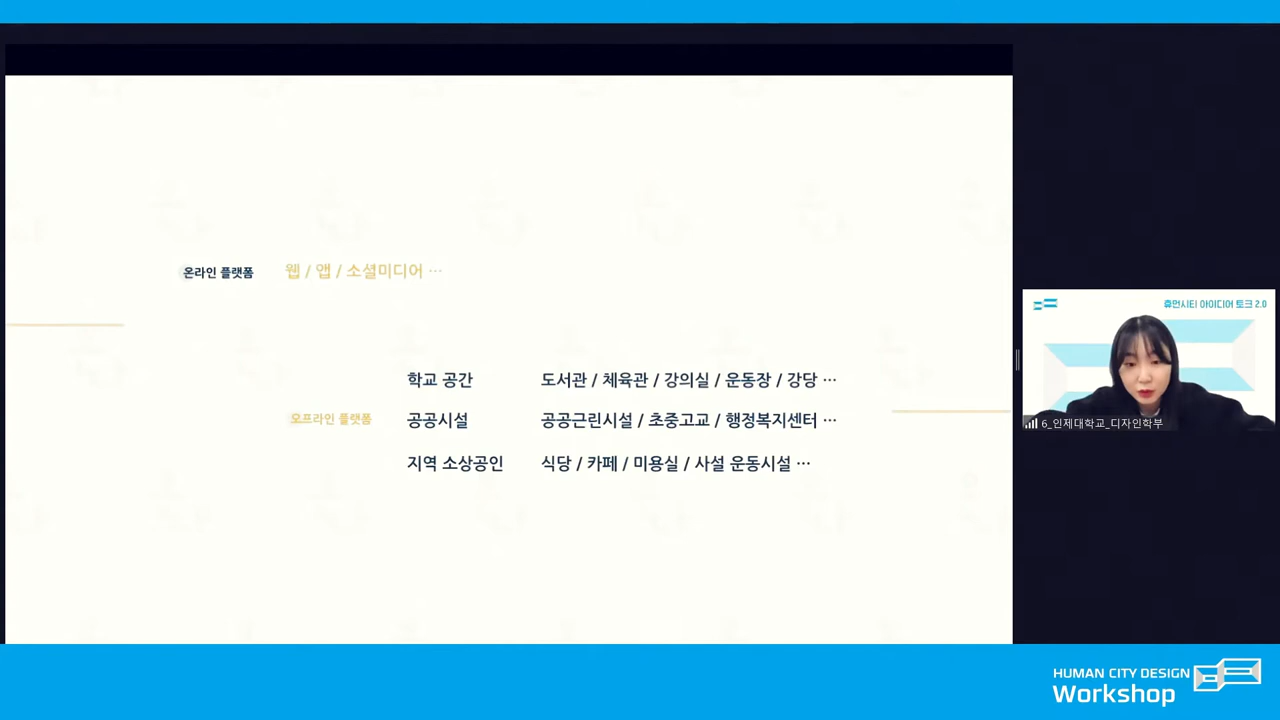 온라인 플랫폼 웹 / 앱 / 소셜미디어 ···
학교 공간 도서관 / 체육관 / 강의실 / 운동장 / 강당 ···
오프라인 플랫폼 공공시설 공공근린시설 / 초중고교 / 행정복지센터 ···
지역 소상공인 식당 / 카페 / 미용실 / 사설 운동시설 ···
휴먼시티 아이디어 토크 2.0
6_인제대학교_디자인학부
HUMAN CITY DESIGN
Workshop